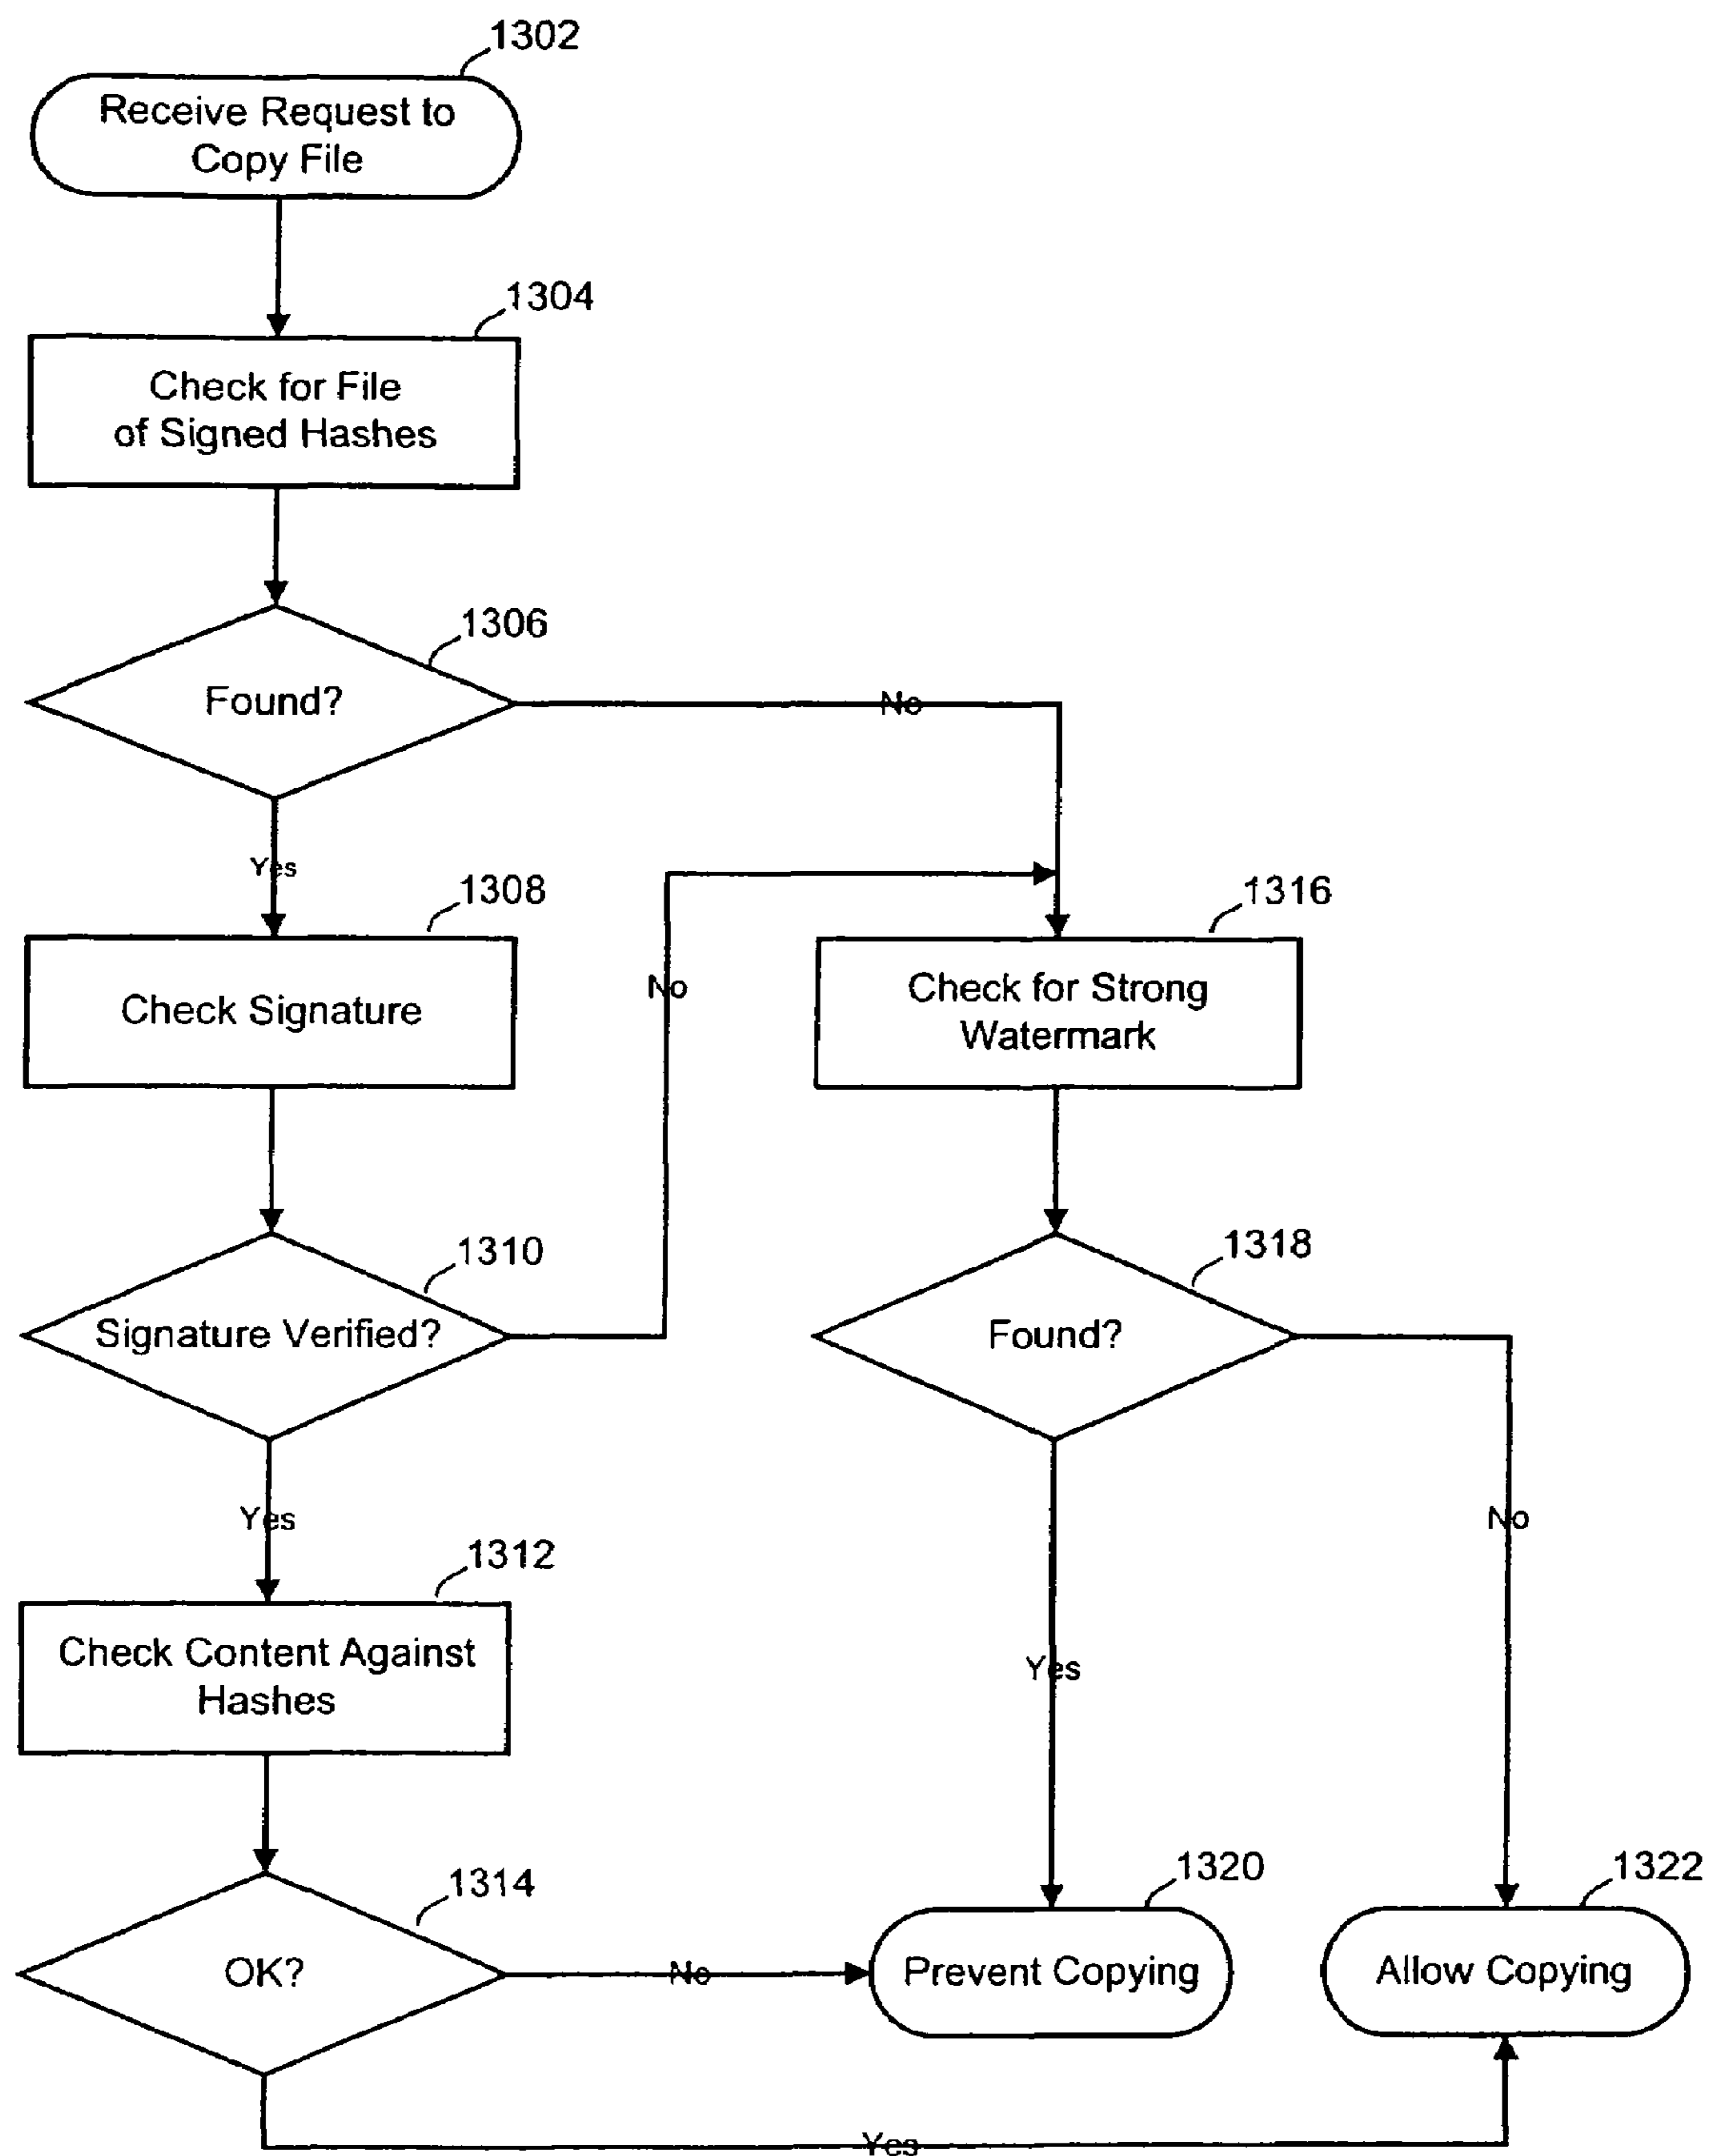 1302
Receive Request to
Copy File
1304
Check for File
of Signed Hashes
1306
Found?
No
Yes
1308
Check Signature
1316
Check for Strong
Watermark
No
1310
Signature Verified?
1318
Found?
Yes
No
1312
Check Content Against
Hashes
Yes
1314
OK?
No
1320
Prevent Copying
1322
Allow Copying
Yes